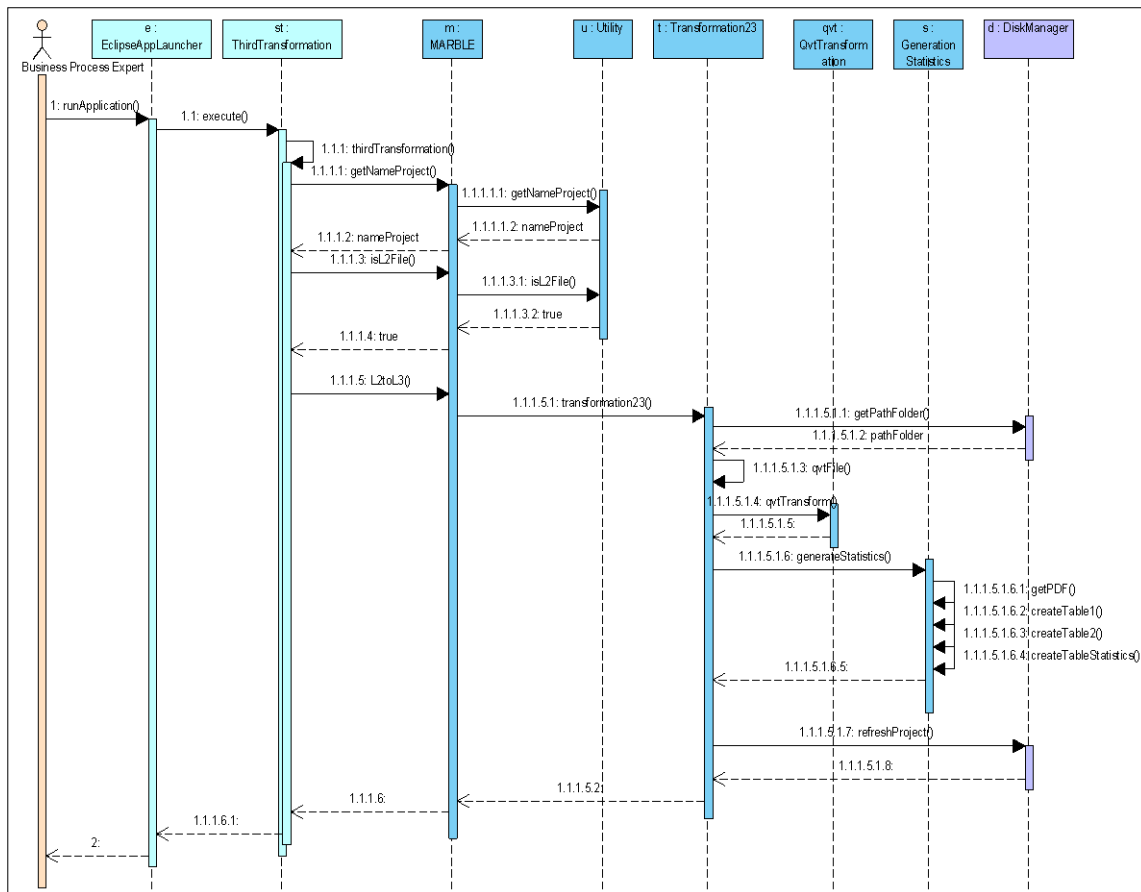 e :
EclipseAppLauncher
st :
ThirdTransformation
m :
MARBLE
u : Utility
t : Transformation23
qvt :
QvtTransform
ation
s :
Generation
Statistics
d : DiskManager
Business Process Expert
1: runApplication()
1.1: execute()
1.1.1: thirdTransformation()
1.1.1.1: getNameProject()
1.1.1.1.1: getNameProject()
1.1.1.1.2: nameProject
1.1.1.2: nameProject
1.1.1.3: isL2File()
1.1.1.3.1: isL2File()
1.1.1.3.2: true
1.1.1.4: true
1.1.1.5: L2toL3()
1.1.1.5.1: transformation23()
1.1.1.5.1.1: getPathFolder()
1.1.1.5.1.2: pathFolder
1.1.1.5.1.3: qvtFile()
1.1.1.5.1.4: qvtTransform()
1.1.1.5.1.5:
1.1.1.5.1.6: generateStatistics()
1.1.1.5.1.6.1: getPDF()
1.1.1.5.1.6.2: createTable1()
1.1.1.5.1.6.3: createTable2()
1.1.1.5.1.6.4: createTableStatistics()
1.1.1.5.1.6.5:
1.1.1.5.1.7: refreshProject()
1.1.1.5.1.8:
1.1.1.5.2:
1.1.1.6:
1.1.1.6.1:
2: